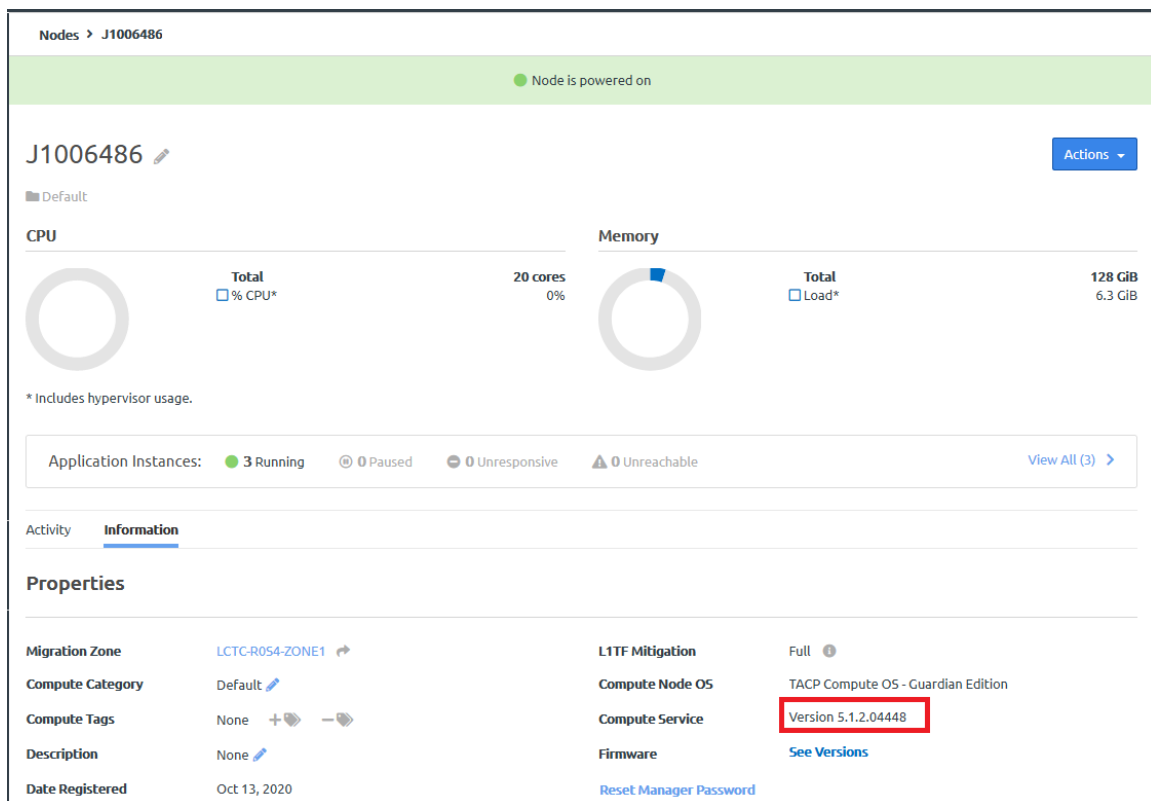 Nodes > J1006486
Node is powered on
J1006486
Actions
Default
CPU
Total 20 cores
% CPU* 0%
Memory
Total 128 GiB
Load* 6.3 GiB
* Includes hypervisor usage.
Application Instances: 3 Running 0 Paused 0 Unresponsive 0 Unreachable View All (3) >
Activity Information
Properties
Migration Zone LCTC-R0S4-ZONE1
Compute Category Default
Compute Tags None
Description None
Date Registered Oct 13, 2020
L1TF Mitigation Full
Compute Node OS TACP Compute OS - Guardian Edition
Compute Service Version 5.1.2.04448
Firmware See Versions
Reset Manager Password